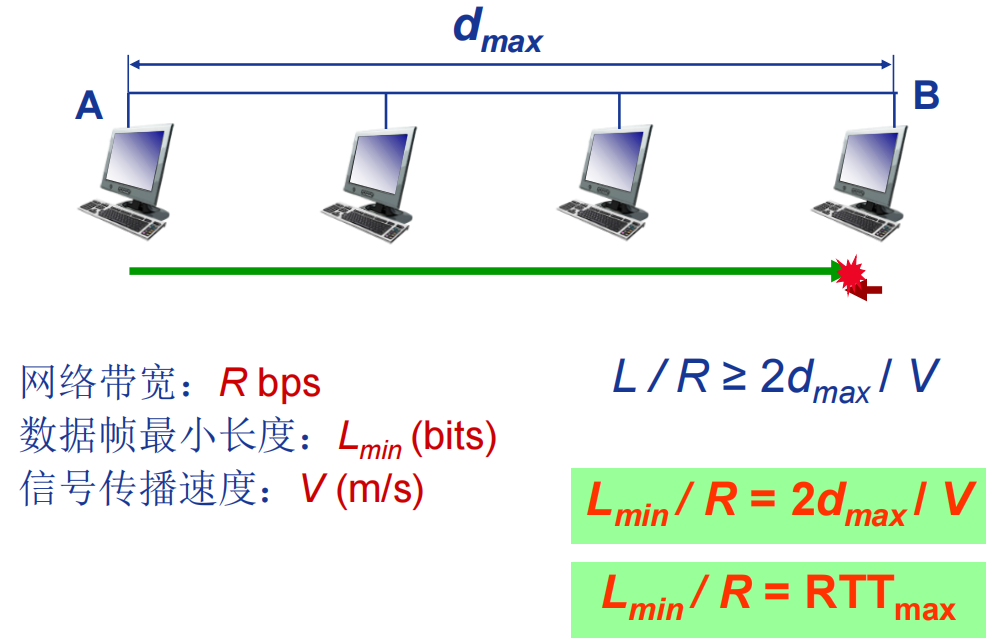 dmax
A
B
网络带宽：R bps
数据帧最小长度：Lmin (bits)
信号传播速度：V (m/s)
L / R ≥ 2dmax / V
Lmin / R = 2dmax / V
Lmin / R = RTTmax